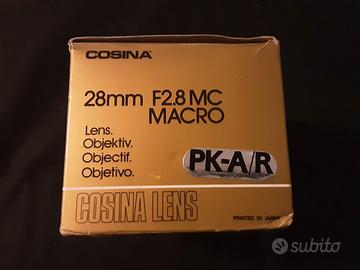 COSINA
28mm F2.8 MC
MACRO
Lens.
Objektiv.
Objectif.
Objetivo.
PK-A/R
COSINA LENS
PRINTED IN JAPAN
subito